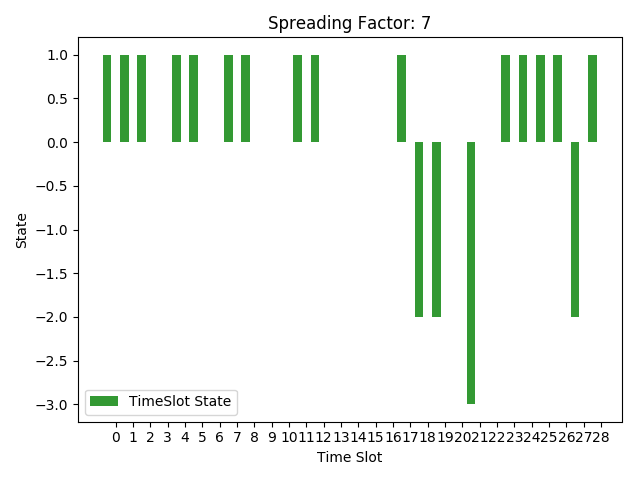 Spreading Factor: 7
1.0
0.5
0.0
−0.5
−1.0
−1.5
−2.0
−2.5
−3.0
State
TimeSlot State
0 1 2 3 4 5 6 7 8 9 10 11 12 13 14 15 16 17 18 19 20 21 22 23 24 25 26 27 28
Time Slot